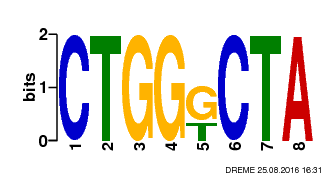 2
bits
1
0
CTGGGCTA
T
1 2 3 4 5 6 7 8
DREME 25.08.2016 16:31